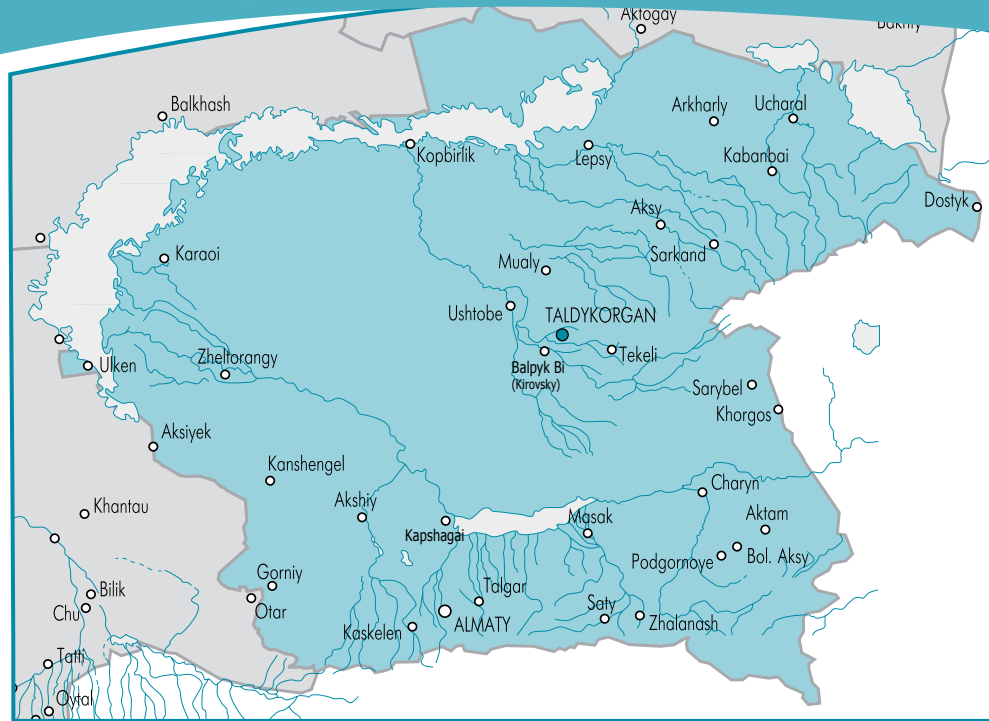 Aktogay
Bakhty
Balkhash
Arkharly
Ucharal
Kopbirlik
Lepsy
Kabanbai
Dostyk
Aksy
Karaoi
Sarkand
Mualy
Ushtobe
TALDYKORGAN
Tekeli
Balpyk Bi
(Kirovsky)
Ulken
Zheltorangy
Sarybel
Khorgos
Aksiyek
Kanshengel
Charyn
Khantau
Akshiy
Masak
Aktam
Kapshagai
Podgornoye
Bol. Aksy
Gorniy
Bilik
Talgar
Otar
Chu
Saty
Zhalanash
Kaskelen
ALMATY
Tatti
Oytal